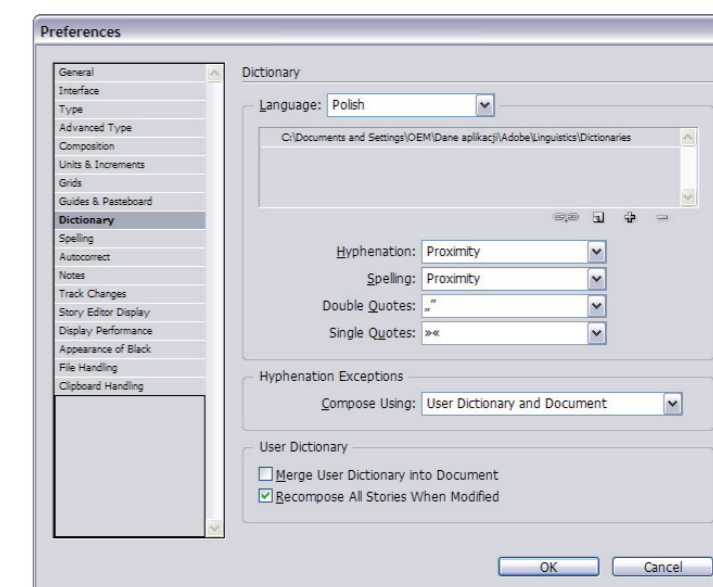 Preferences
General
Interface
Type
Advanced Type
Composition
Units & Increments
Grids
Guides & Pasteboard
Dictionary
Spelling
Autocorrect
Notes
Track Changes
Story Editor Display
Display Performance
Appearance of Black
File Handling
Clipboard Handling
Dictionary
Language: Polish
C:\Documents and Settings\OEM\Dane aplikacji\Adobe\Linguistics\Dictionaries
Hyphenation: Proximity
Spelling: Proximity
Double Quotes: „”
Single Quotes: »«
Hyphenation Exceptions
Compose Using: User Dictionary and Document
User Dictionary
Merge User Dictionary into Document
Recompose All Stories When Modified
OK Cancel